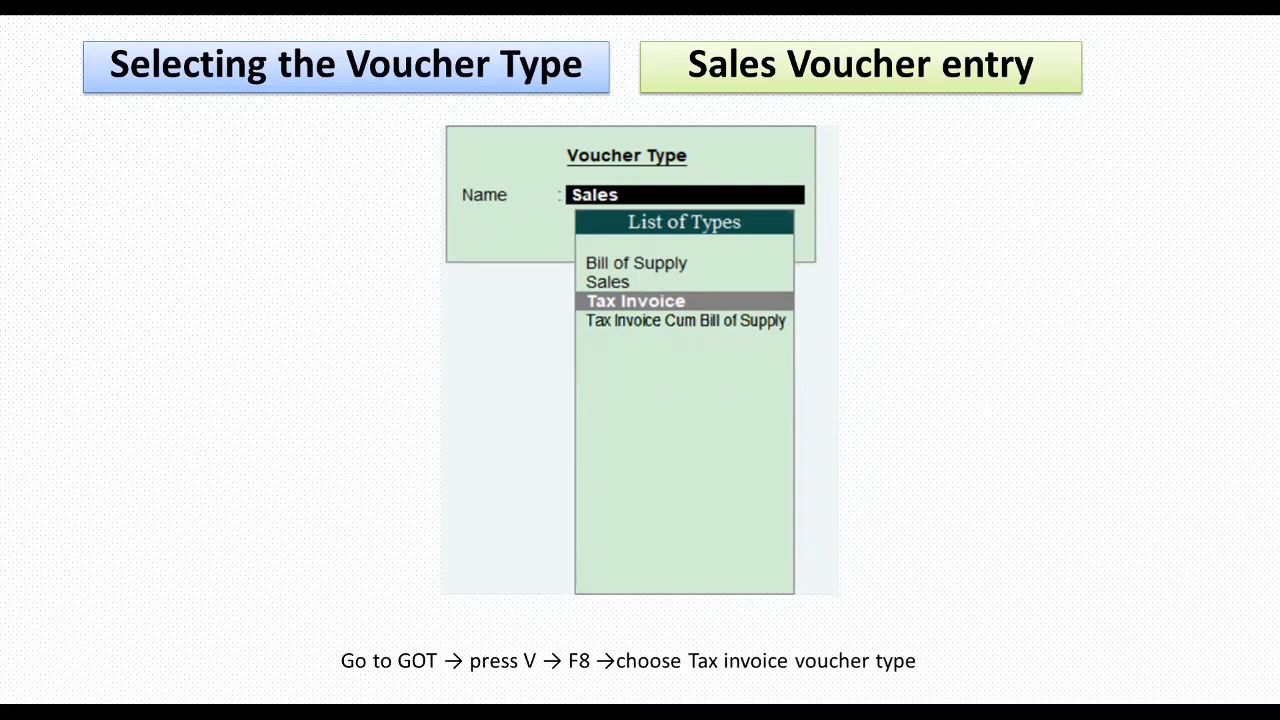 Selecting the Voucher Type
Sales Voucher entry
Voucher Type
Name : Sales
List of Types
Bill of Supply
Sales
Tax Invoice
Tax Invoice Cum Bill of Supply
Go to GOT → press V → F8 →choose Tax invoice voucher type